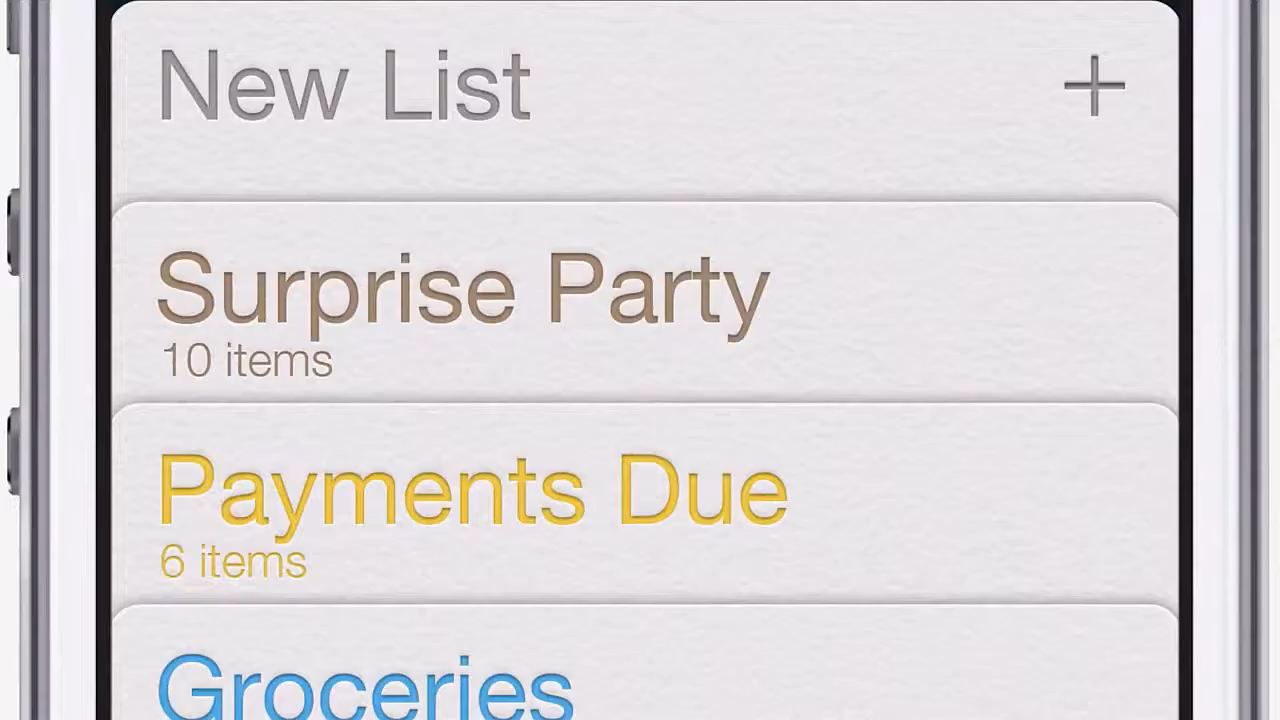 New List +
Surprise Party
10 items
Payments Due
6 items
Groceries